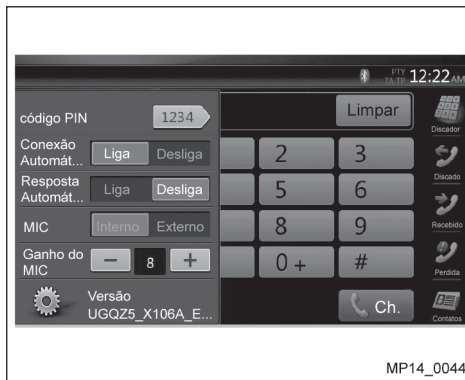 PTY
TA TP 12:22 AM
código PIN 1234
Limpar
Discador
Conexão
Automát... Liga Desliga
2 3
Discado
Resposta
Automát... Liga Desliga
5 6
MIC Interno Externo
8 9
Recebido
Ganho do
MIC — 8 +
0 + #
Perdida
Versão
UGQZ5_X106A_E...
Ch.
Contatos
MP14_0044